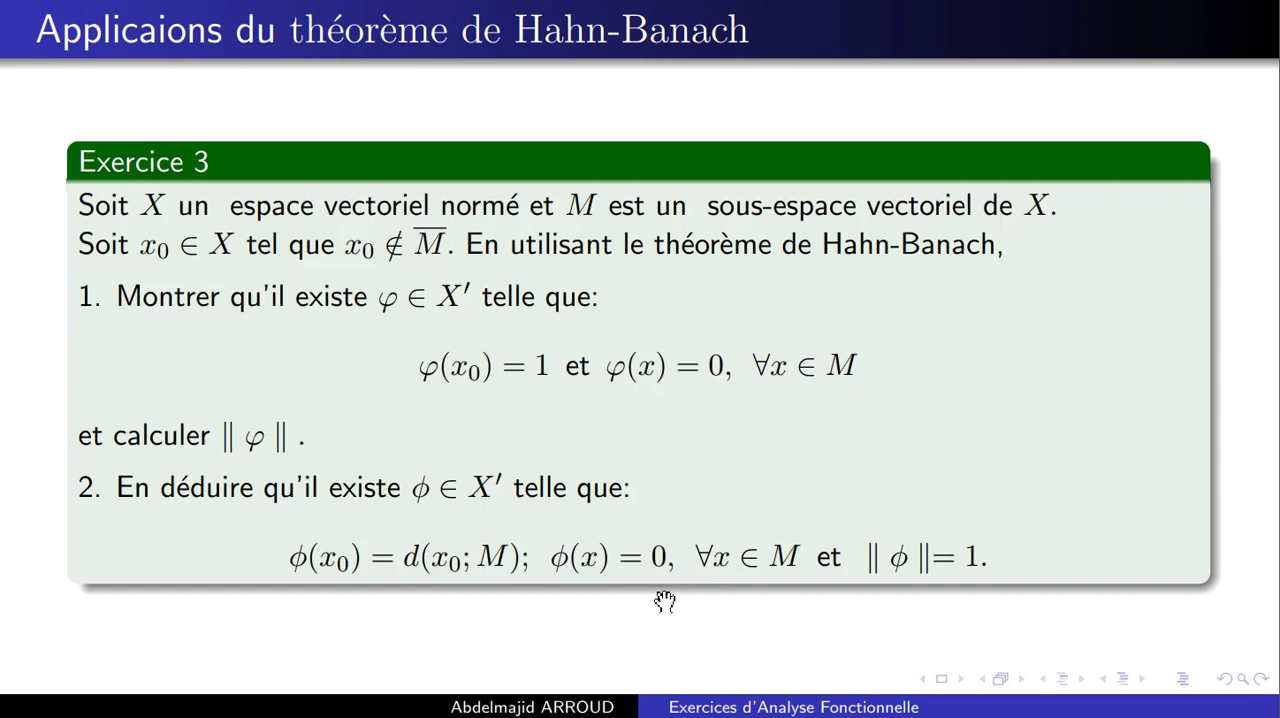 Applicaions du théorème de Hahn-Banach
Exercice 3
Soit X un espace vectoriel normé et M est un sous-espace vectoriel de X.
Soit x₀ ∈ X tel que x₀ ∉ M̅. En utilisant le théorème de Hahn-Banach,
1. Montrer qu'il existe φ ∈ X′ telle que:
φ(x₀) = 1 et φ(x) = 0, ∀x ∈ M
et calculer ‖ φ ‖ .
2. En déduire qu'il existe ϕ ∈ X′ telle que:
ϕ(x₀) = d(x₀; M); ϕ(x) = 0, ∀x ∈ M et ‖ ϕ ‖= 1.
Abdelmajid ARROUD
Exercices d'Analyse Fonctionnelle